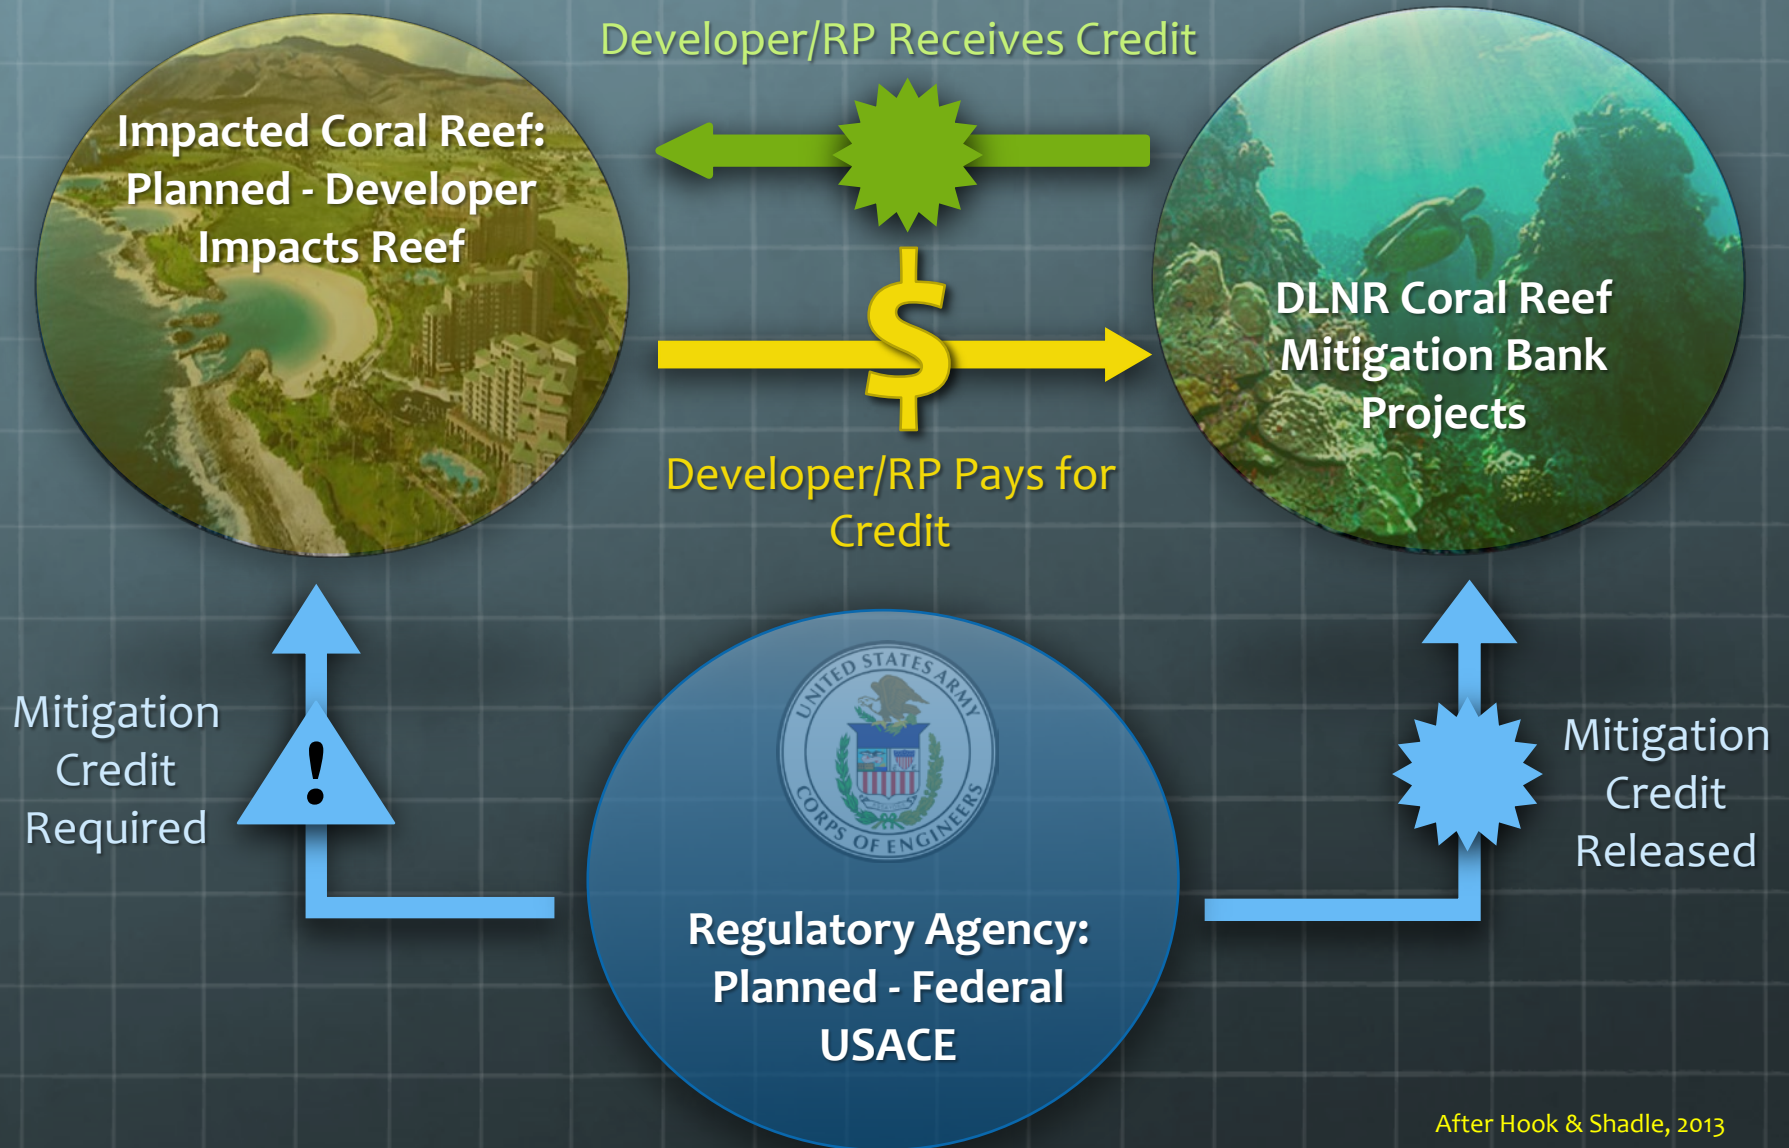 Developer/RP Receives Credit
Impacted Coral Reef:
Planned - Developer
Impacts Reef
DLNR Coral Reef
Mitigation Bank
Projects
$
Developer/RP Pays for
Credit
Mitigation
Credit
Required
!
Mitigation
Credit
Released
UNITED STATES ARMY
CORPS OF ENGINEERS
Regulatory Agency:
Planned - Federal
USACE
After Hook & Shadle, 2013